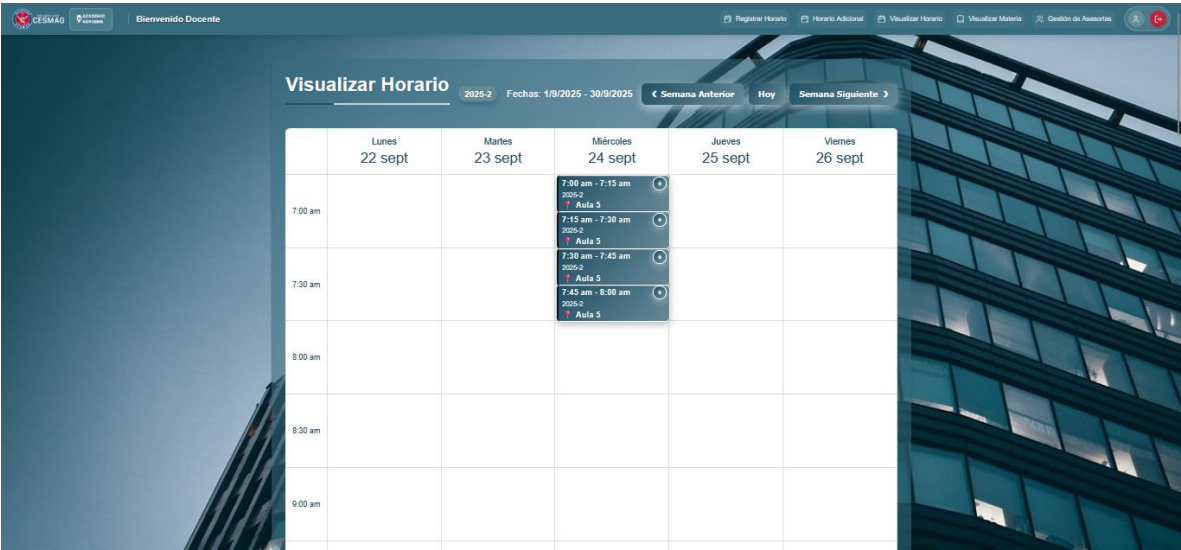 CESMAG
ACADEMIC
ADVISING
Bienvenido Docente
Registrar Horario
Horario Adicional
Visualizar Horario
Visualizar Materia
Gestión de Asesorías
Visualizar Horario
2025-2
Fechas: 1/9/2025 - 30/9/2025
❮ Semana Anterior
Hoy
Semana Siguiente ❯
Lunes
22 sept
Martes
23 sept
Miércoles
24 sept
Jueves
25 sept
Viernes
26 sept
7:00 am
7:00 am - 7:15 am
2025-2
Aula 5
7:15 am - 7:30 am
2025-2
Aula 5
7:30 am
7:30 am - 7:45 am
2025-2
Aula 5
7:45 am - 8:00 am
2025-2
Aula 5
8:00 am
8:30 am
9:00 am